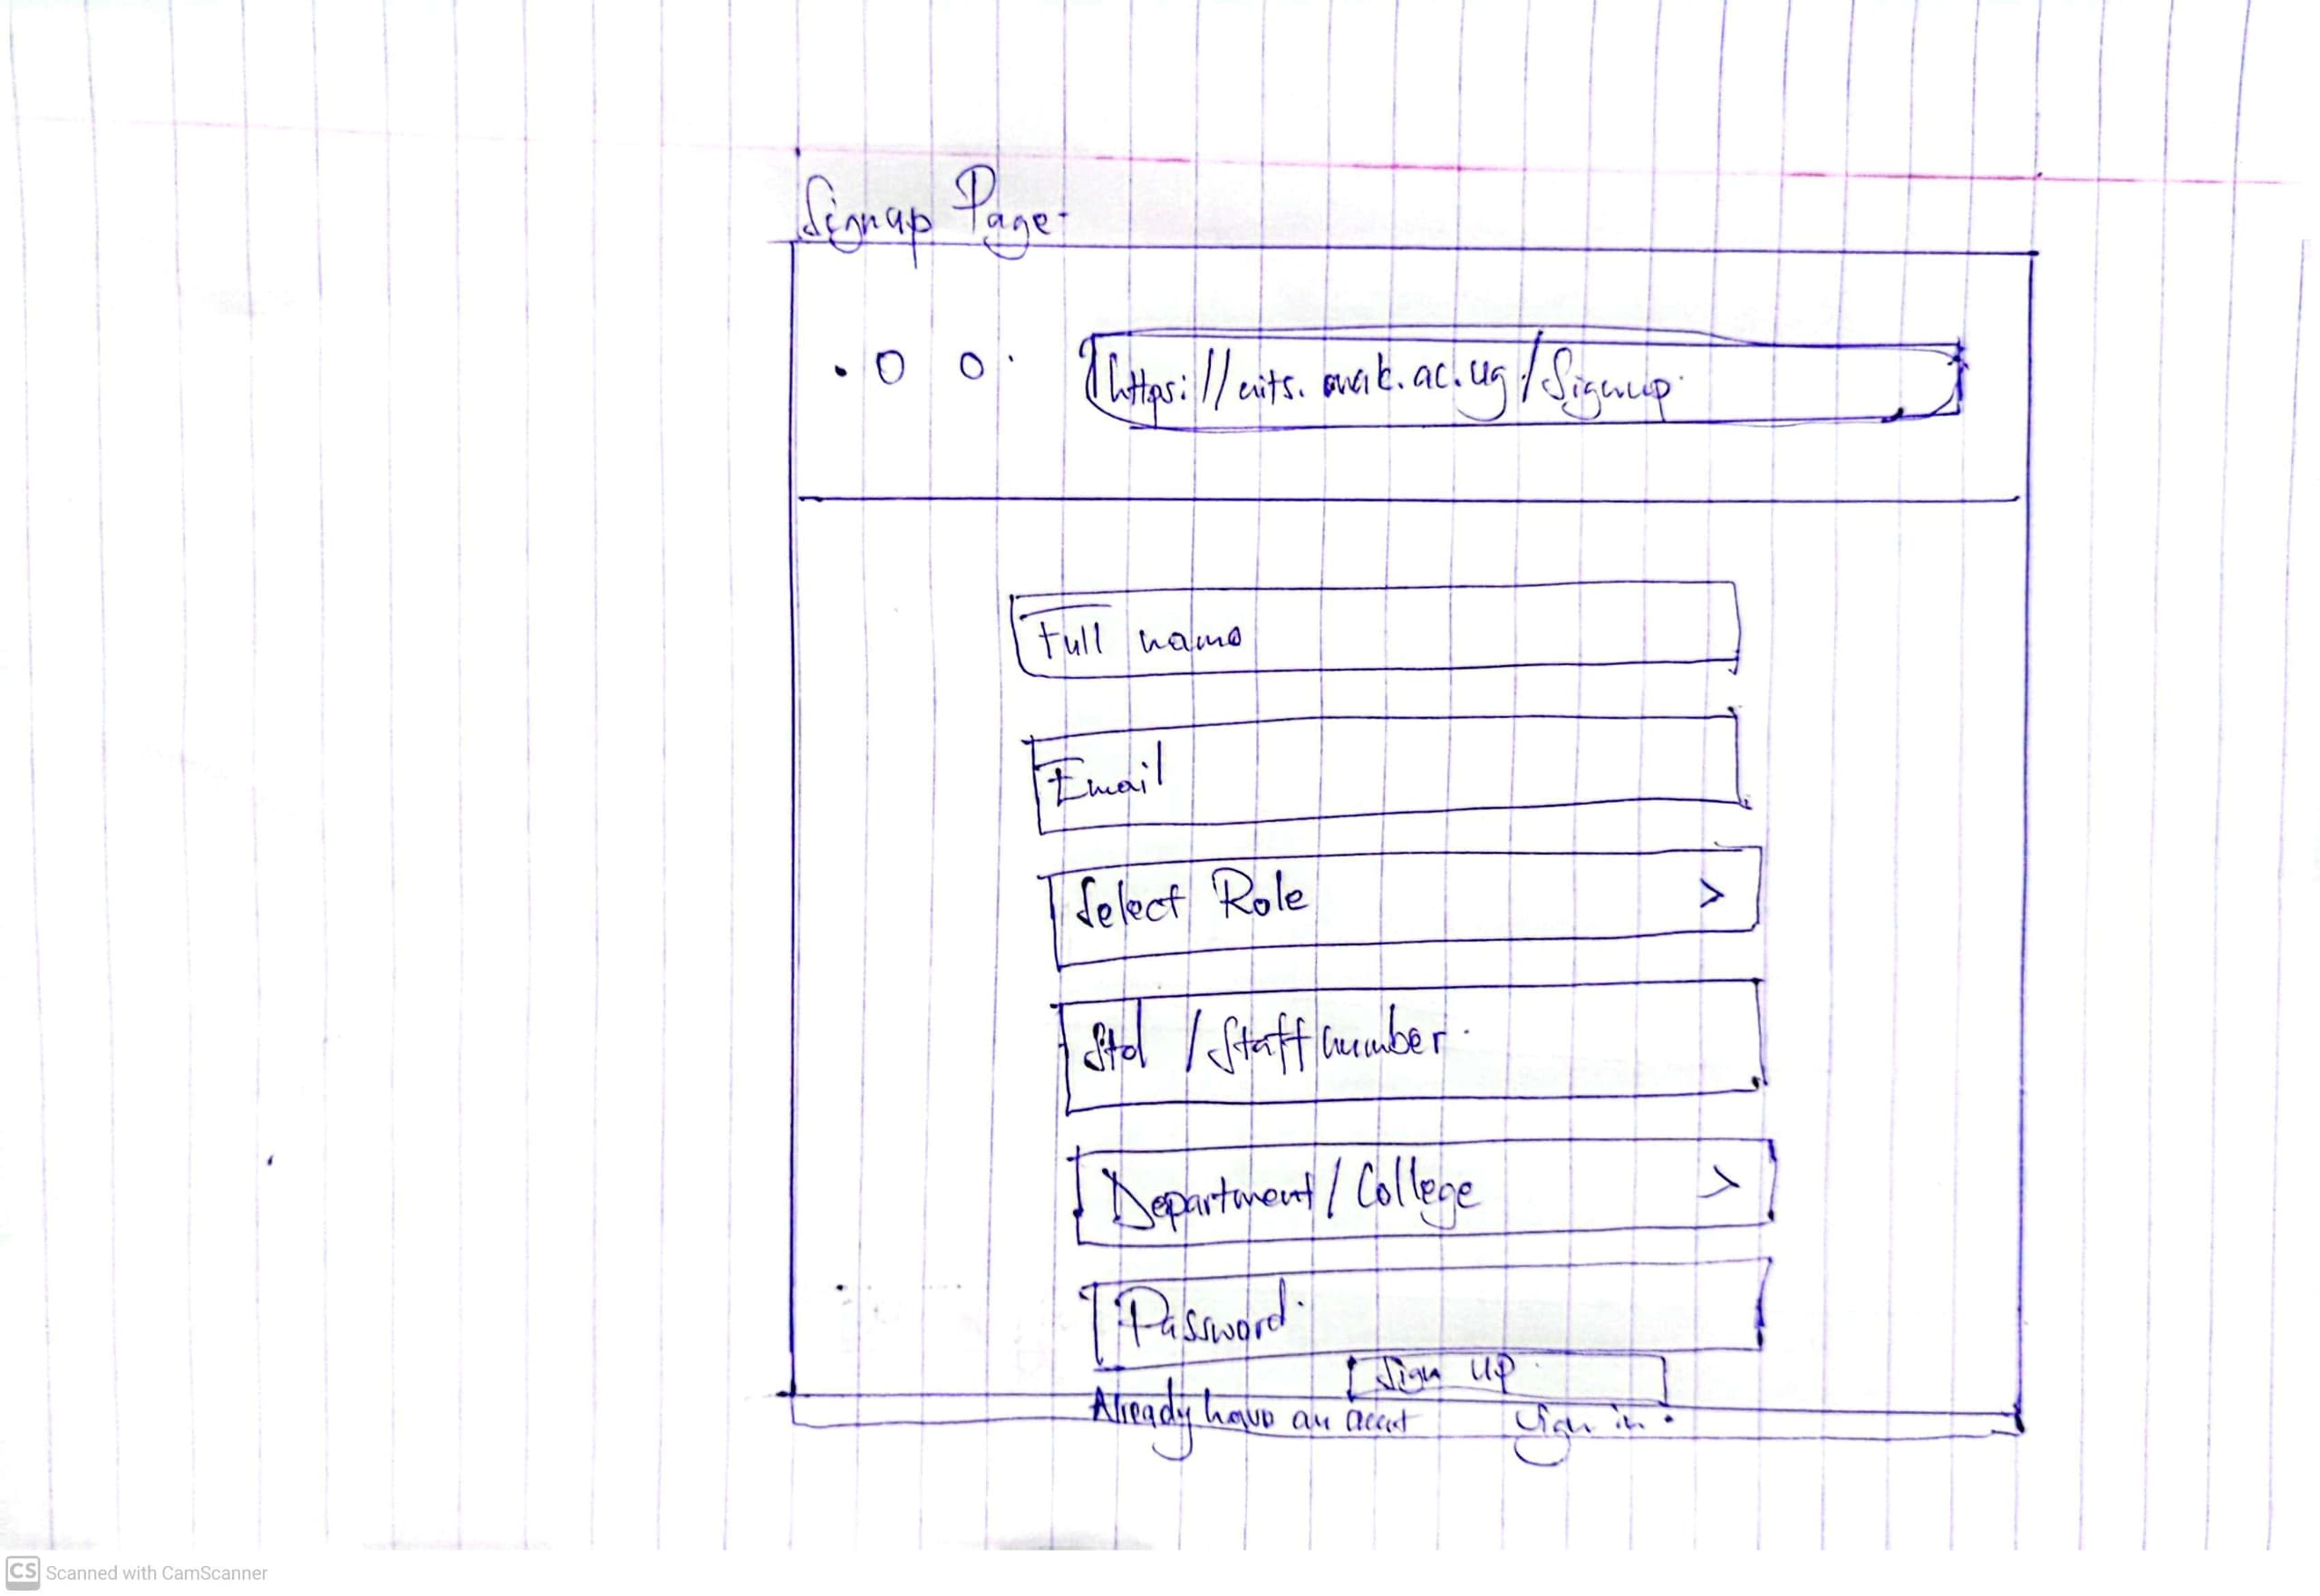 Signup Page
https://aits.mak.ac.ug/Signup
Full name
Email
Select Role >
Std / Staff number
Department / College >
Password
Sign up
Already have an acct Sign in
CS Scanned with CamScanner